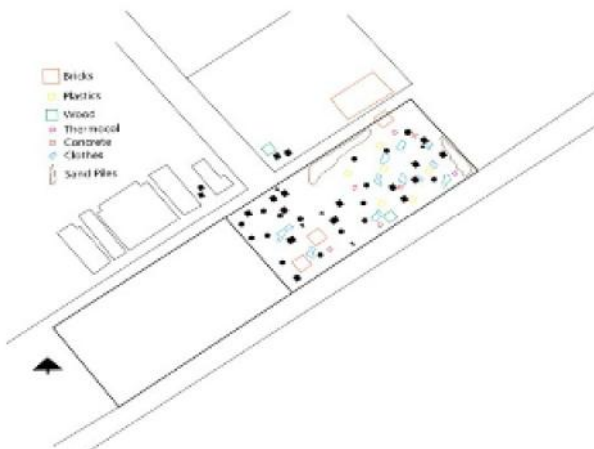 Bricks
Plastics
Wood
Thermocol
Concrete
Clothes
Sand Piles